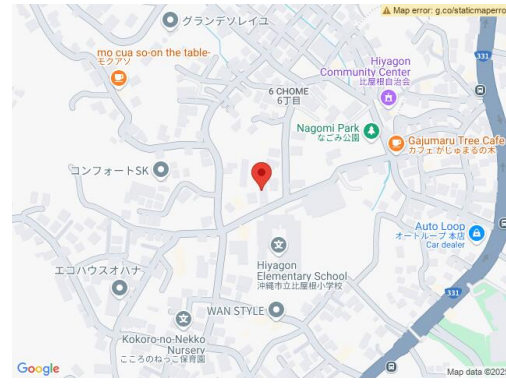 Map error: g.co/staticmaperro
グランデソレイユ
mo cua so-on the table-
モクアソ
Hiyagon
Community Center
比屋根自治会
331
6 CHOME
6丁目
Nagomi Park
なごみ公園
Gajumaru Tree Cafe
カフェがじゅまるの木
コンフォートSK
Auto Loop
オートループ 本店
Car dealer
Hiyagon
Elementary School
沖縄市立比屋根小学校
エコハウスオハナ
331
WAN STYLE
Kokoro-no-Nekko
Nursery
こころのねっこ保育園
Google
Map data ©2025